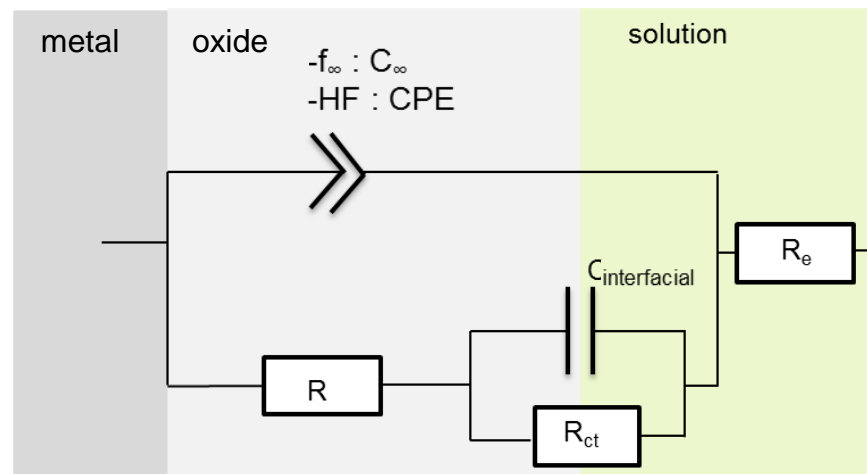 metal
oxide
solution
-f∞ : C∞
-HF : CPE
Re
Cinterfacial
R
Rct